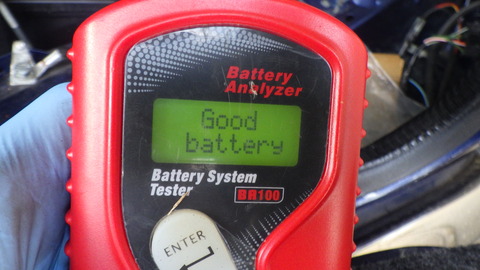 Battery
Analyzer
Good
battery
Battery System
Tester
BR100
ENTER